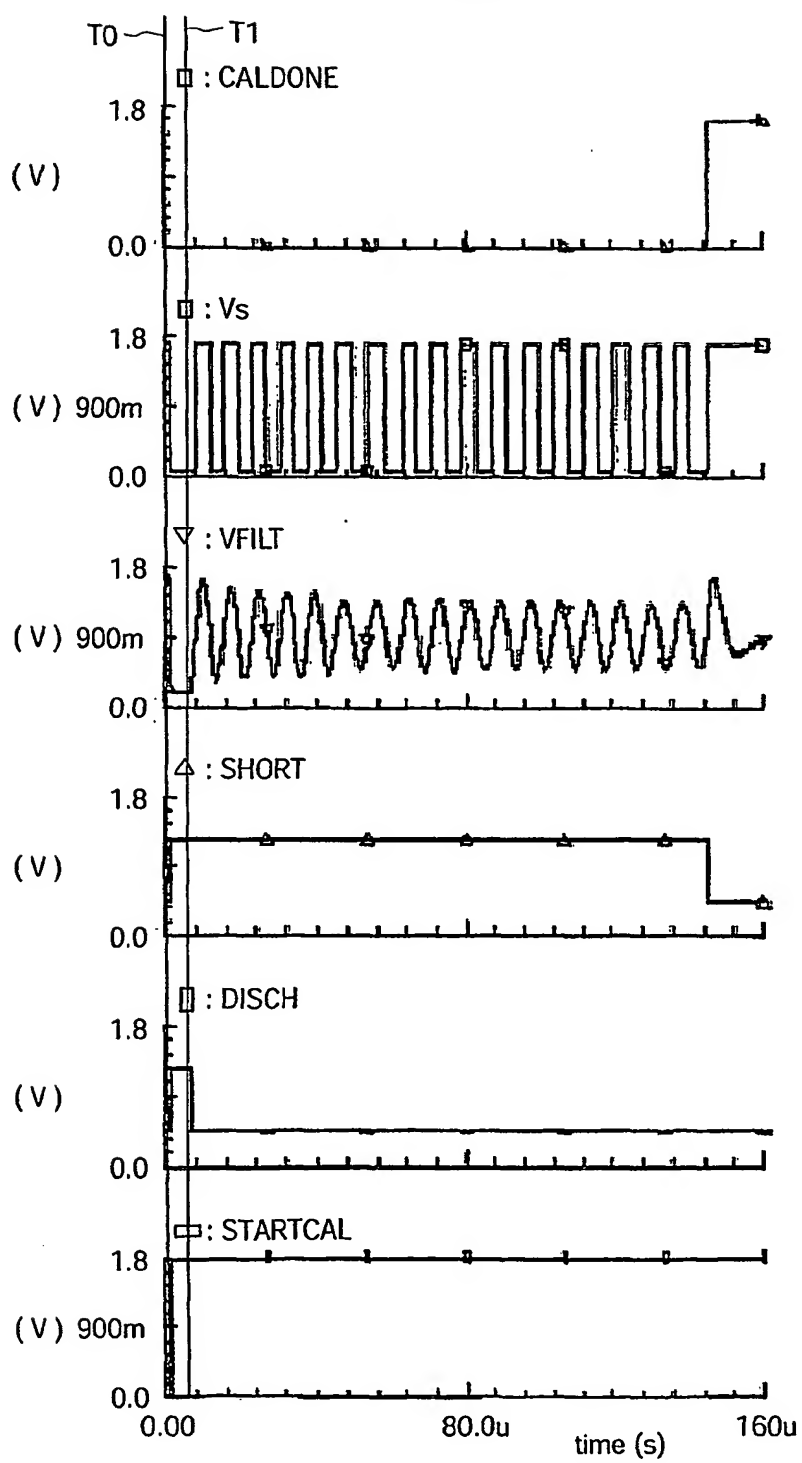 T0 T1
: CALDONE
1.8
(V)
0.0
: Vs
1.8
(V) 900m
0.0
: VFILT
1.8
(V) 900m
0.0
: SHORT
1.8
(V)
0.0
: DISCH
1.8
(V)
0.0
: STARTCAL
1.8
(V) 900m
0.0
0.00 80.0u 160u
time (s)